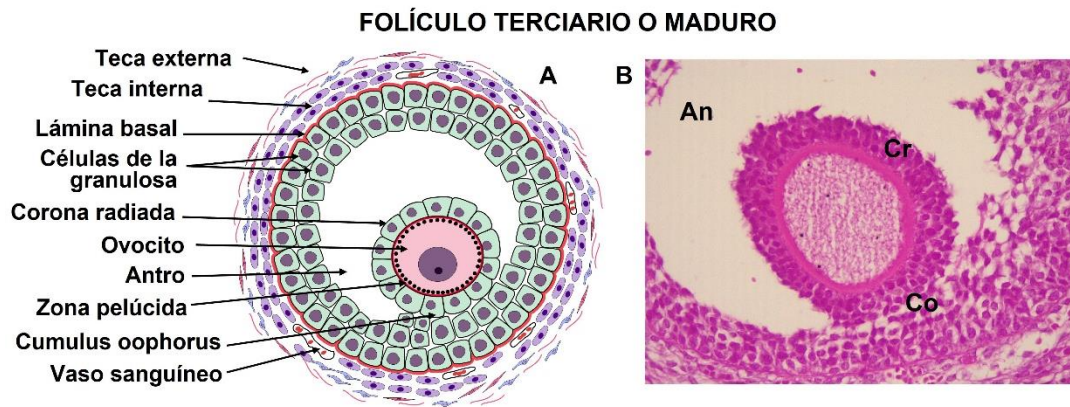 FOLÍCULO TERCIARIO O MADURO
A
B
Teca externa
Teca interna
Lámina basal
Células de la
granulosa
Corona radiada
Ovocito
Antro
Zona pelúcida
Cumulus oophorus
Vaso sanguíneo
An
Cr
Co